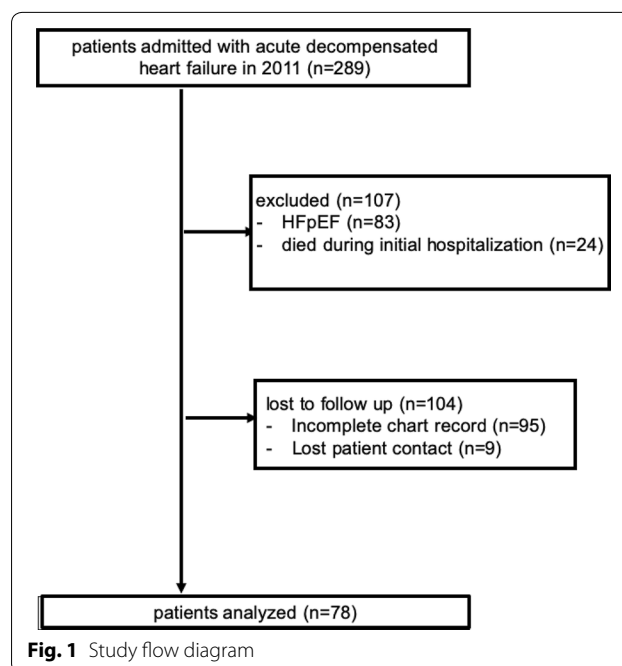 patients admitted with acute decompensated
heart failure in 2011 (n=289)
excluded (n=107)
- HFpEF (n=83)
- died during initial hospitalization (n=24)
lost to follow up (n=104)
- Incomplete chart record (n=95)
- Lost patient contact (n=9)
patients analyzed (n=78)
Fig. 1 Study flow diagram